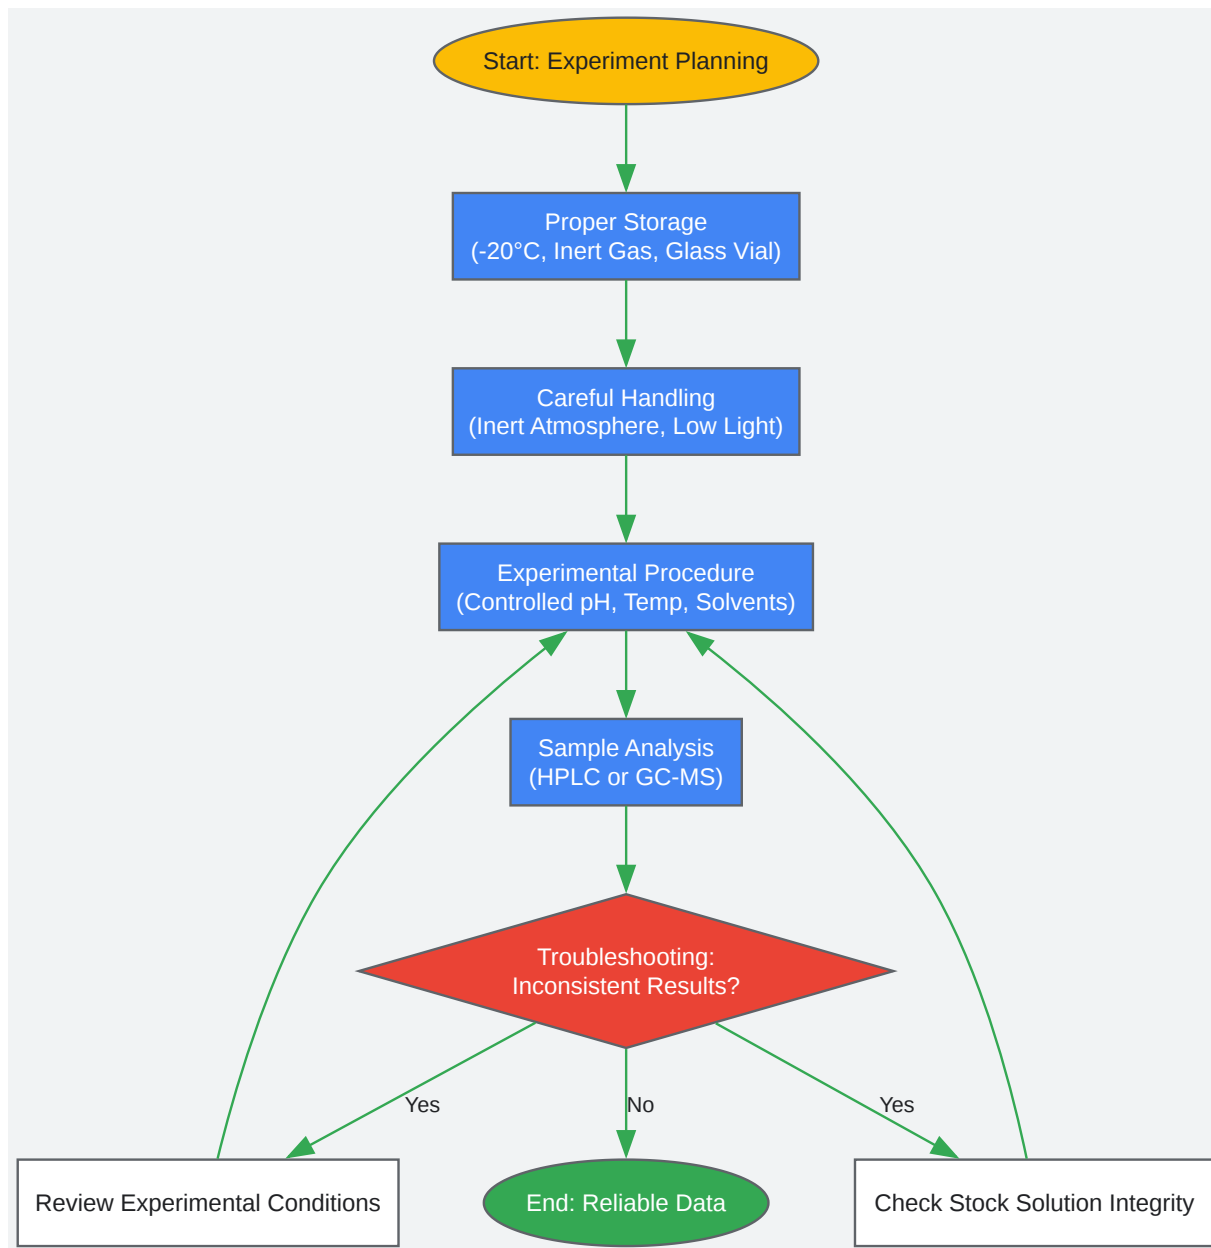 Start: Experiment Planning
Proper Storage
(-20°C, Inert Gas, Glass Vial)
Careful Handling
(Inert Atmosphere, Low Light)
Experimental Procedure
(Controlled pH, Temp, Solvents)
Sample Analysis
(HPLC or GC-MS)
Troubleshooting:
Inconsistent Results?
Yes
No
Yes
Review Experimental Conditions
End: Reliable Data
Check Stock Solution Integrity